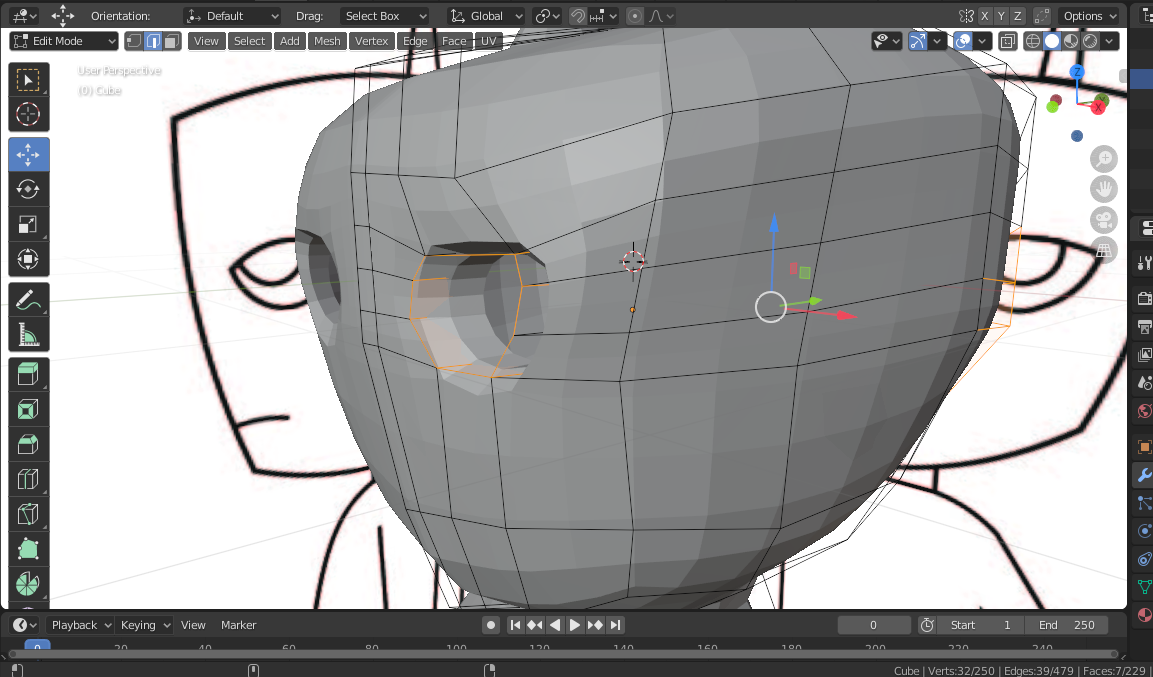 Orientation: Default Drag: Select Box Global X Y Z Options
Edit Mode View Select Add Mesh Vertex Edge Face UV
User Perspective
(0) Cube
Z
X
Playback Keying View Marker 0 Start 1 End 250
0 20 40 60 80 100 120 140 160 180 200 220 240
Cube | Verts:32/250 | Edges:39/479 | Faces:7/229 |